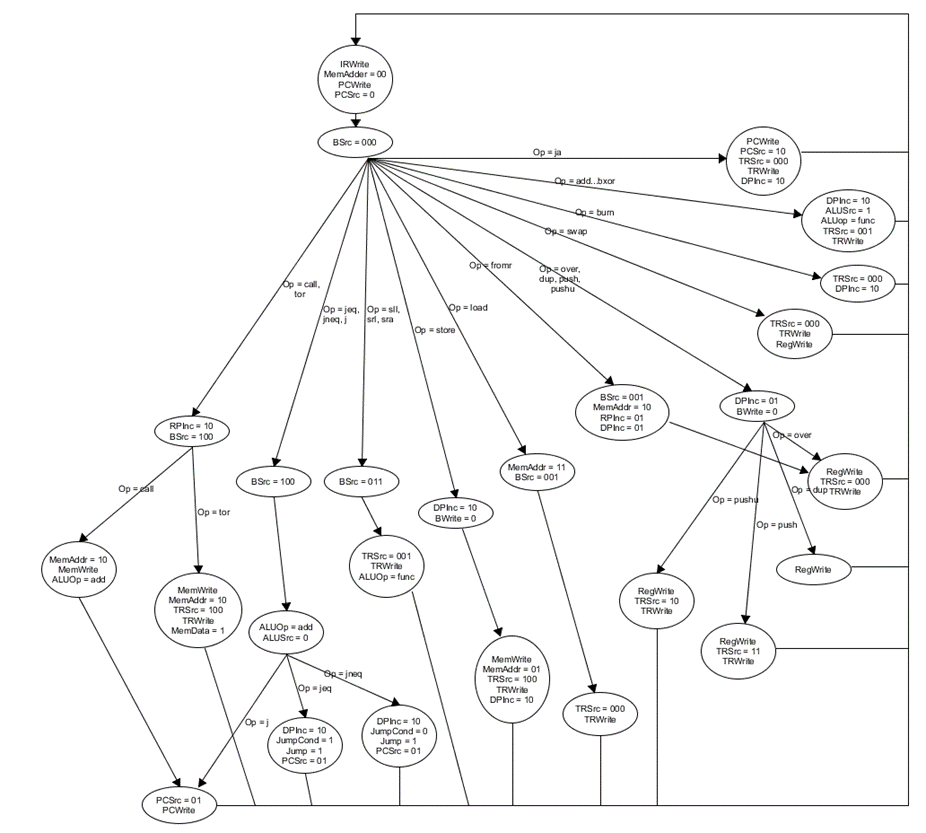 IRWrite
MemAdder = 00
PCWrite
PCSrc = 0
BSrc = 000
Op = ja
PCWrite
PCSrc = 10
TRSrc = 000
TRWrite
DPInc = 10
Op = add...bxor
DPInc = 10
ALUSrc = 1
ALUop = func
TRSrc = 001
TRWrite
Op = burn
TRSrc = 000
DPInc = 10
Op = swap
TRSrc = 000
TRWrite
RegWrite
Op = fromr
Op = over,
dup, push,
pushu
Op = call,
tor
Op = jeq,
jneq, j
Op = sll,
srl, sra
Op = load
Op = store
BSrc = 001
MemAddr = 10
RPInc = 01
DPInc = 01
DPInc = 01
BWrite = 0
RPInc = 10
BSrc = 100
Op = over
RegWrite
TRSrc = 000
TRWrite
BSrc = 100
BSrc = 011
MemAddr = 11
BSrc = 001
Op = call
Op = dup
Op = pushu
DPInc = 10
BWrite = 0
Op = tor
Op = push
MemAddr = 10
MemWrite
ALUOp = add
TRSrc = 001
TRWrite
ALUOp = func
RegWrite
MemWrite
MemAddr = 10
TRSrc = 100
TRWrite
MemData = 1
RegWrite
TRSrc = 10
TRWrite
ALUOp = add
ALUSrc = 0
RegWrite
TRSrc = 11
TRWrite
MemWrite
MemAddr = 01
TRSrc = 100
TRWrite
DPInc = 10
Op = jneq
Op = jeq
Op = j
TRSrc = 000
TRWrite
DPInc = 10
JumpCond = 1
Jump = 1
PCSrc = 01
DPInc = 10
JumpCond = 0
Jump = 1
PCSrc = 01
PCSrc = 01
PCWrite